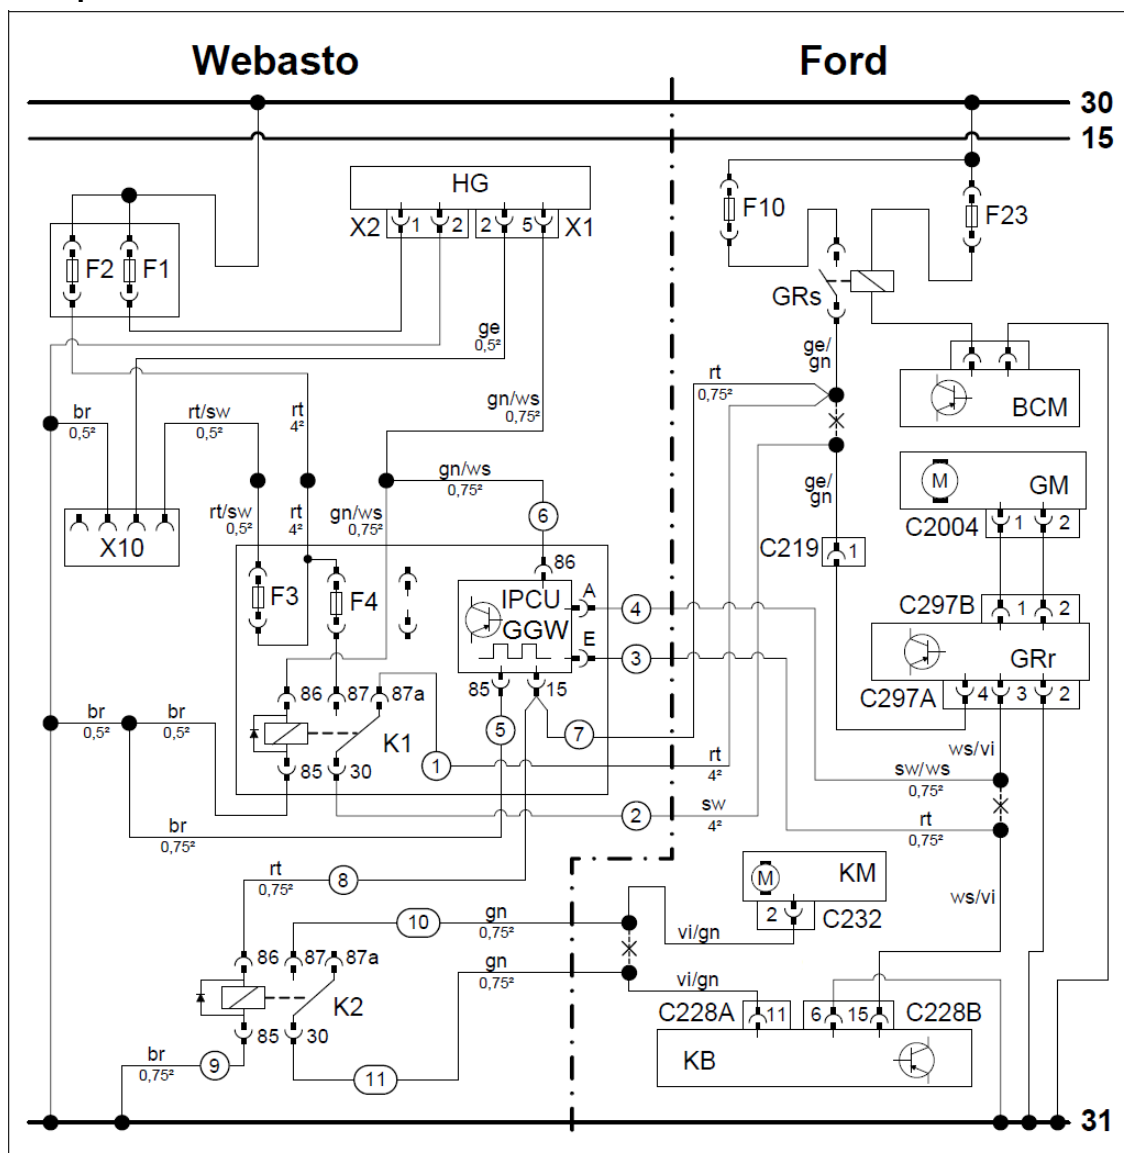 Webasto
Ford
30
15
HG
X2 1 2 2 5 X1
F10
F23
F2 F1
GRs
ge
0,5²
ge/
gn
rt
0,75²
BCM
br
0,5²
rt/sw
0,5²
rt
4²
gn/ws
0,75²
gn/ws
0,75²
ge/
gn
M
GM
C2004 1 2
X10
rt/sw
0,5²
rt
4²
gn/ws
0,75²
6
C219 1
86
F3 F4
IPCU
GGW
A
E
4
3
C297B 1 2
GRr
C297A 4 3 2
86 87 87a
85 15
5
7
br
0,5²
br
0,5²
K1
1
rt
4²
ws/vi
85 30
sw/ws
0,75²
2
sw
4²
br
0,75²
rt
0,75²
rt
0,75²
8
M
KM
2 C232
ws/vi
10
gn
0,75²
vi/gn
86 87 87a
gn
0,75²
vi/gn
K2
C228A 11 6 15 C228B
85 30
br
0,75²
9
11
KB
31